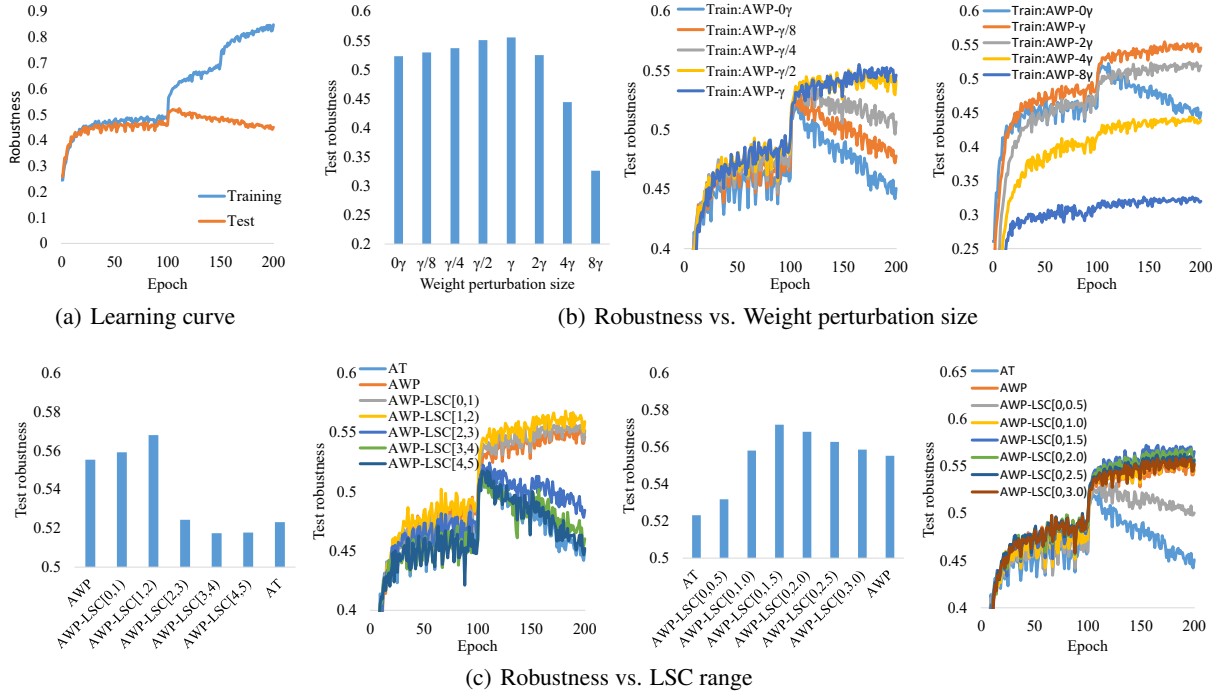 0.9
0.8
0.7
0.6
0.5
0.4
0.3
0.2
0.1
0
Robustness
Training
Test
0 50 100 150 200
Epoch
(a) Learning curve
0.6
0.55
0.5
0.45
0.4
0.35
0.3
0.25
0.2
Test robustness
0γ γ/8 γ/4 γ/2 γ 2γ 4γ 8γ
Weight perturbation size
0.6
0.55
0.5
0.45
0.4
Test robustness
Train:AWP-0γ
Train:AWP-γ/8
Train:AWP-γ/4
Train:AWP-γ/2
Train:AWP-γ
0 50 100 150 200
Epoch
0.6
0.55
0.5
0.45
0.4
0.35
0.3
0.25
Test robustness
Train:AWP-0γ
Train:AWP-γ
Train:AWP-2γ
Train:AWP-4γ
Train:AWP-8γ
0 50 100 150 200
Epoch
(b) Robustness vs. Weight perturbation size
0.6
0.58
0.56
0.54
0.52
0.5
Test robustness
AWP
AWP-LSC[0,1)
AWP-LSC[1,2)
AWP-LSC[2,3)
AWP-LSC[3,4)
AWP-LSC[4,5)
AT
0.6
0.55
0.5
0.45
0.4
Test robustness
AT
AWP
AWP-LSC[0,1)
AWP-LSC[1,2)
AWP-LSC[2,3)
AWP-LSC[3,4)
AWP-LSC[4,5)
0 50 100 150 200
Epoch
0.6
0.58
0.56
0.54
0.52
0.5
Test robustness
AT
AWP-LSC[0,0.5)
AWP-LSC[0,1.0)
AWP-LSC[0,1.5)
AWP-LSC[0,2.0)
AWP-LSC[0,2.5)
AWP-LSC[0,3.0)
AWP
0.65
0.6
0.55
0.5
0.45
0.4
Test robustness
AT
AWP
AWP-LSC[0,0.5)
AWP-LSC[0,1.0)
AWP-LSC[0,1.5)
AWP-LSC[0,2.0)
AWP-LSC[0,2.5)
AWP-LSC[0,3.0)
0 50 100 150 200
Epoch
(c) Robustness vs. LSC range